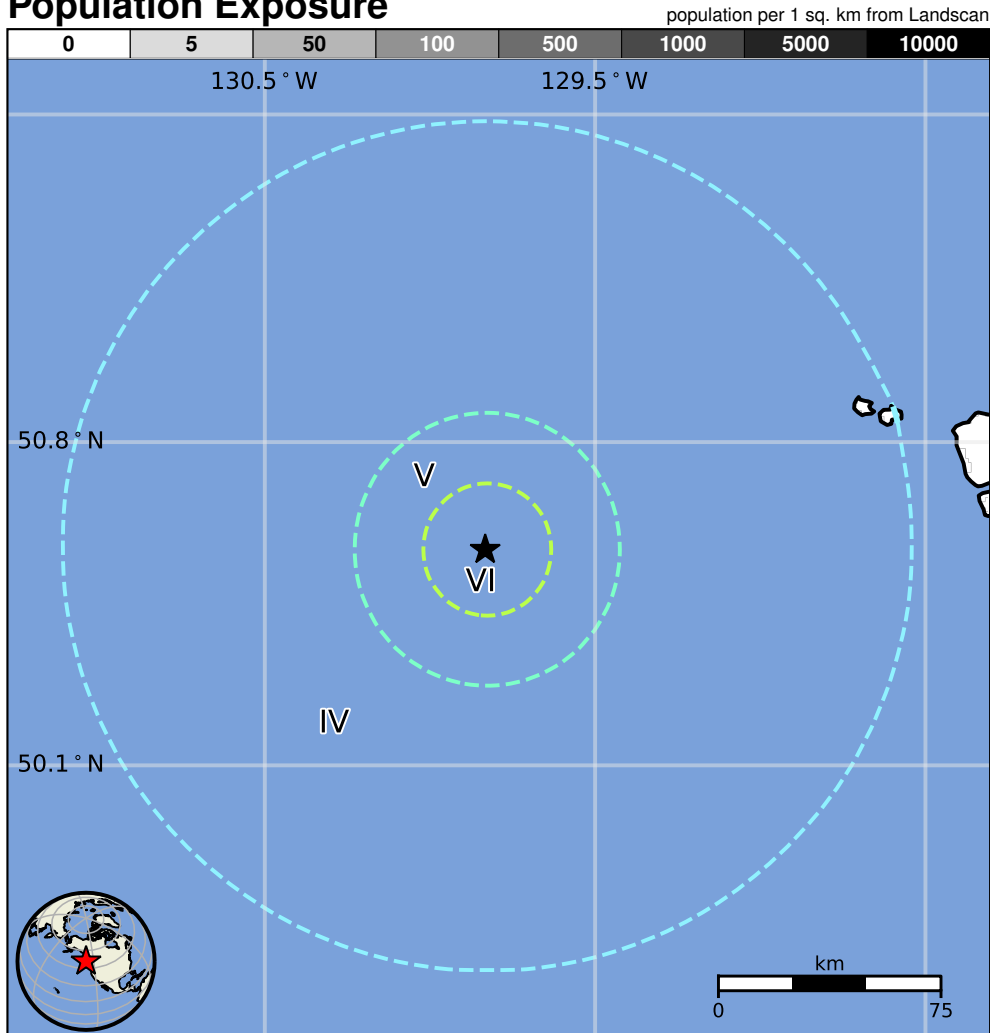 Population Exposure
population per 1 sq. km from Landscan
0 5 50 100 500 1000 5000 10000
130.5°W 129.5°W
50.8°N
V
VI
IV
50.1°N
km
0 75